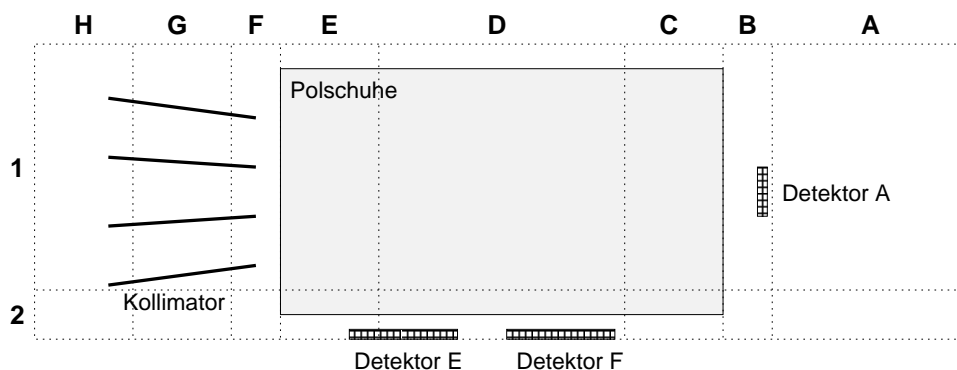 H G F E D C B A
Polschuhe
1
Detektor A
Kollimator
2
Detektor E Detektor F